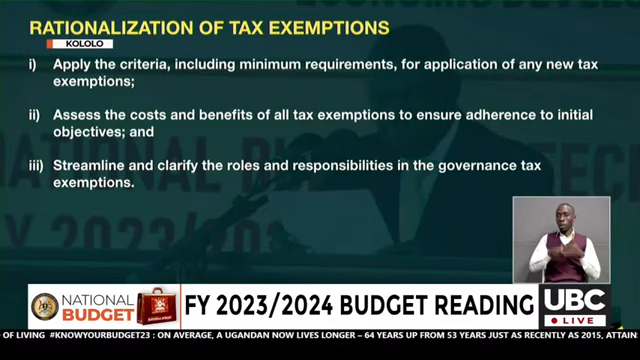 RATIONALIZATION OF TAX EXEMPTIONS
KOLOLO
i) Apply the criteria, including minimum requirements, for application of any new tax
exemptions;
ii) Assess the costs and benefits of all tax exemptions to ensure adherence to initial
objectives; and
iii) Streamline and clarify the roles and responsibilities in the governance tax
exemptions.
NATIONAL
BUDGET
FY 2023/2024 BUDGET READING
UBC
LIVE
OF LIVING #KNOWYOURBUDGET23 : ON AVERAGE, A UGANDAN NOW LIVES LONGER – 64 YEARS UP FROM 53 YEARS JUST AS RECENTLY AS 2015, ATTAIN